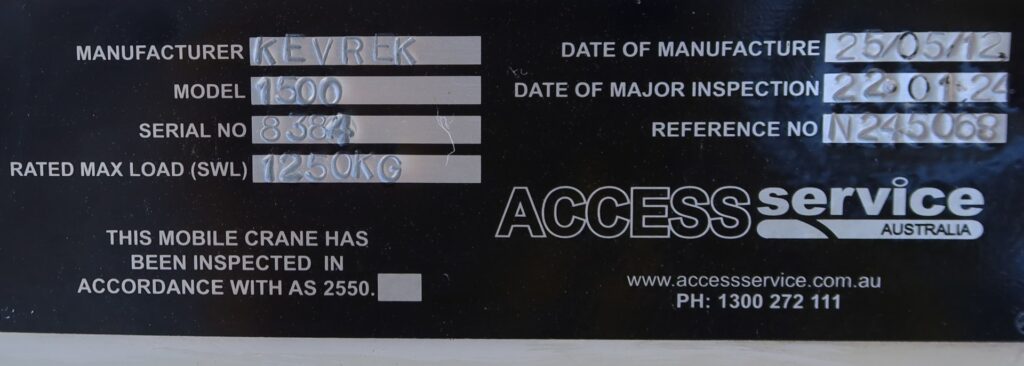 MANUFACTURER KEVREK
MODEL 1500
SERIAL NO 8384
RATED MAX LOAD (SWL) 1250KG
THIS MOBILE CRANE HAS
BEEN INSPECTED IN
ACCORDANCE WITH AS 2550.
DATE OF MANUFACTURE 25/05/12
DATE OF MAJOR INSPECTION 22.01.24
REFERENCE NO N245068
ACCESS service
AUSTRALIA
www.accessservice.com.au
PH: 1300 272 111